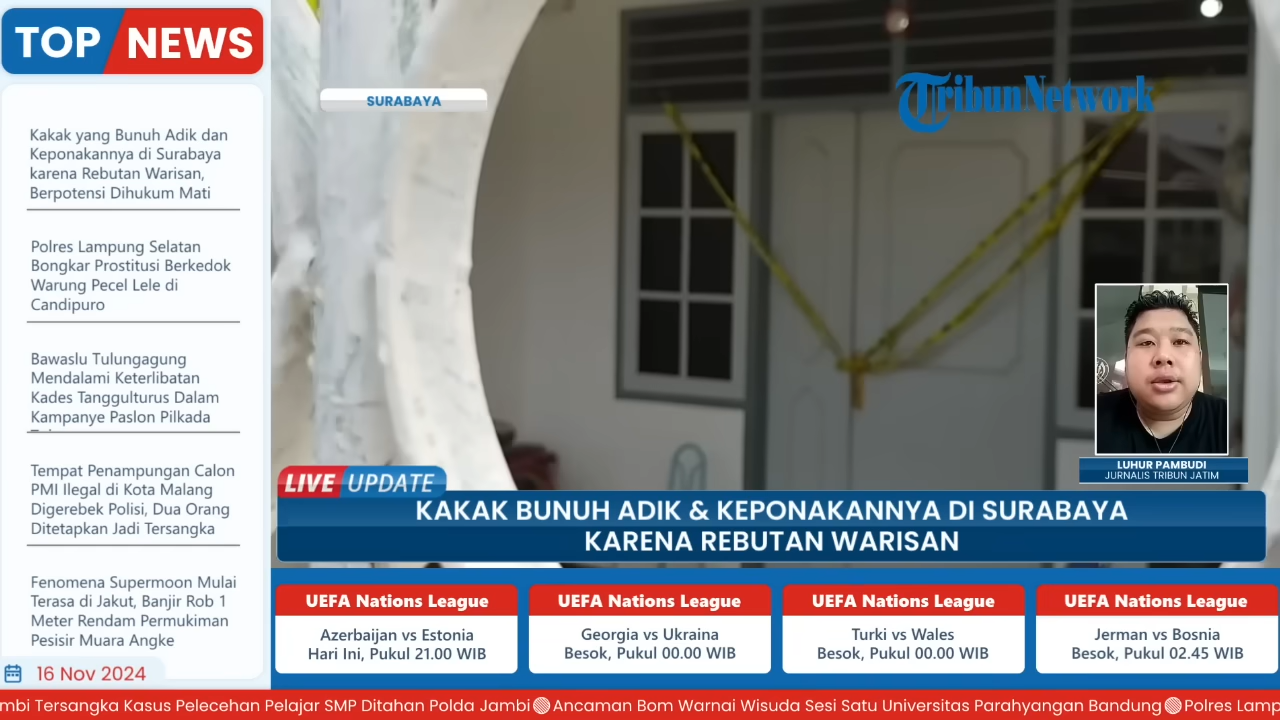 TOP NEWS
Kakak yang Bunuh Adik dan
Keponakannya di Surabaya
karena Rebutan Warisan,
Berpotensi Dihukum Mati
Polres Lampung Selatan
Bongkar Prostitusi Berkedok
Warung Pecel Lele di
Candipuro
Bawaslu Tulungagung
Mendalami Keterlibatan
Kades Tanggulturus Dalam
Kampanye Paslon Pilkada
Tempat Penampungan Calon
PMI Ilegal di Kota Malang
Digerebek Polisi, Dua Orang
Ditetapkan Jadi Tersangka
Fenomena Supermoon Mulai
Terasa di Jakut, Banjir Rob 1
Meter Rendam Permukiman
Pesisir Muara Angke
16 Nov 2024
SURABAYA
TribunNetwork
LUHUR PAMBUDI
JURNALIS TRIBUN JATIM
LIVE UPDATE
KAKAK BUNUH ADIK & KEPONAKANNYA DI SURABAYA
KARENA REBUTAN WARISAN
UEFA Nations League
Azerbaijan vs Estonia
Hari Ini, Pukul 21.00 WIB
UEFA Nations League
Georgia vs Ukraina
Besok, Pukul 00.00 WIB
UEFA Nations League
Turki vs Wales
Besok, Pukul 00.00 WIB
UEFA Nations League
Jerman vs Bosnia
Besok, Pukul 02.45 WIB
mbi Tersangka Kasus Pelecehan Pelajar SMP Ditahan Polda Jambi Ancaman Bom Warnai Wisuda Sesi Satu Universitas Parahyangan Bandung Polres Lamp